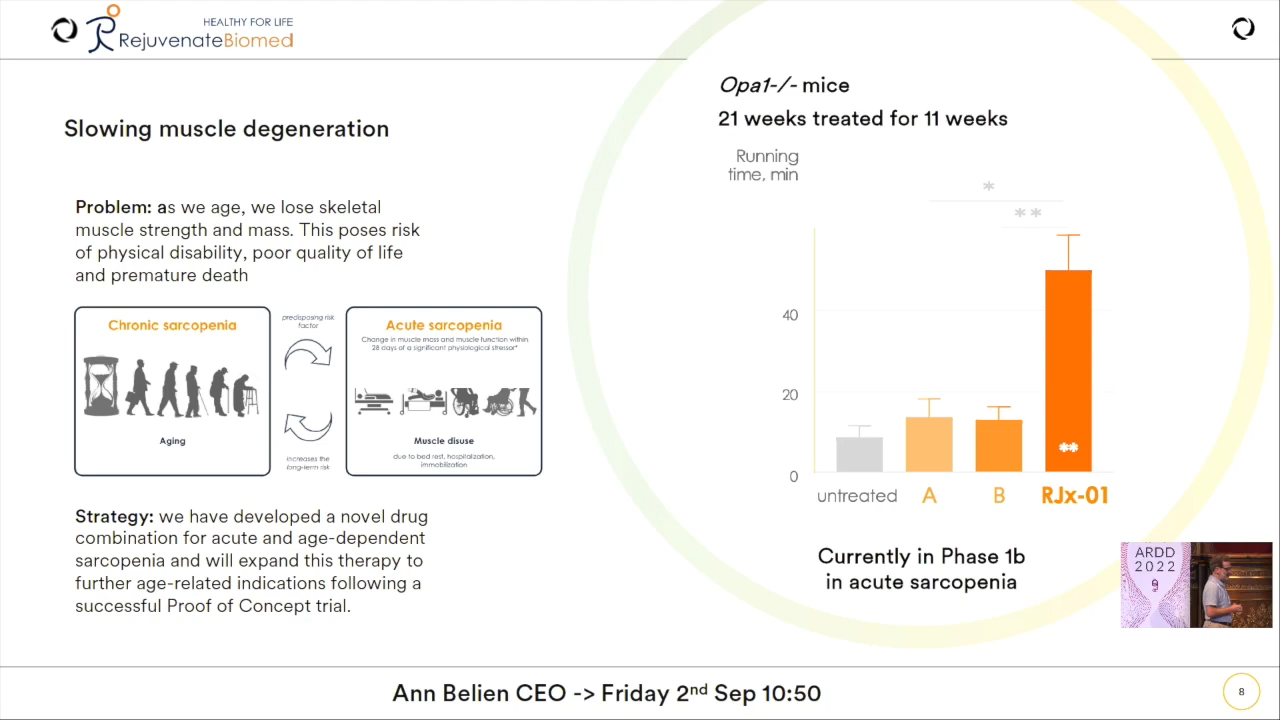 HEALTHY FOR LIFE
RejuvenateBiomed
Slowing muscle degeneration
Problem: as we age, we lose skeletal
muscle strength and mass. This poses risk
of physical disability, poor quality of life
and premature death
Chronic sarcopenia
Aging
predisposing risk
factor
increases the
long-term risk
Acute sarcopenia
Change in muscle mass and muscle function within
28 days of a significant physiological stressor*
Muscle disuse
due to bed rest, hospitalization,
immobilization
Strategy: we have developed a novel drug
combination for acute and age-dependent
sarcopenia and will expand this therapy to
further age-related indications following a
successful Proof of Concept trial.
Opa1-/- mice
21 weeks treated for 11 weeks
Running
time, min
*
**
40
20
0
**
untreated A B RJx-01
Currently in Phase 1b
in acute sarcopenia
ARDD
2022
Ann Belien CEO -> Friday 2nd Sep 10:50
8